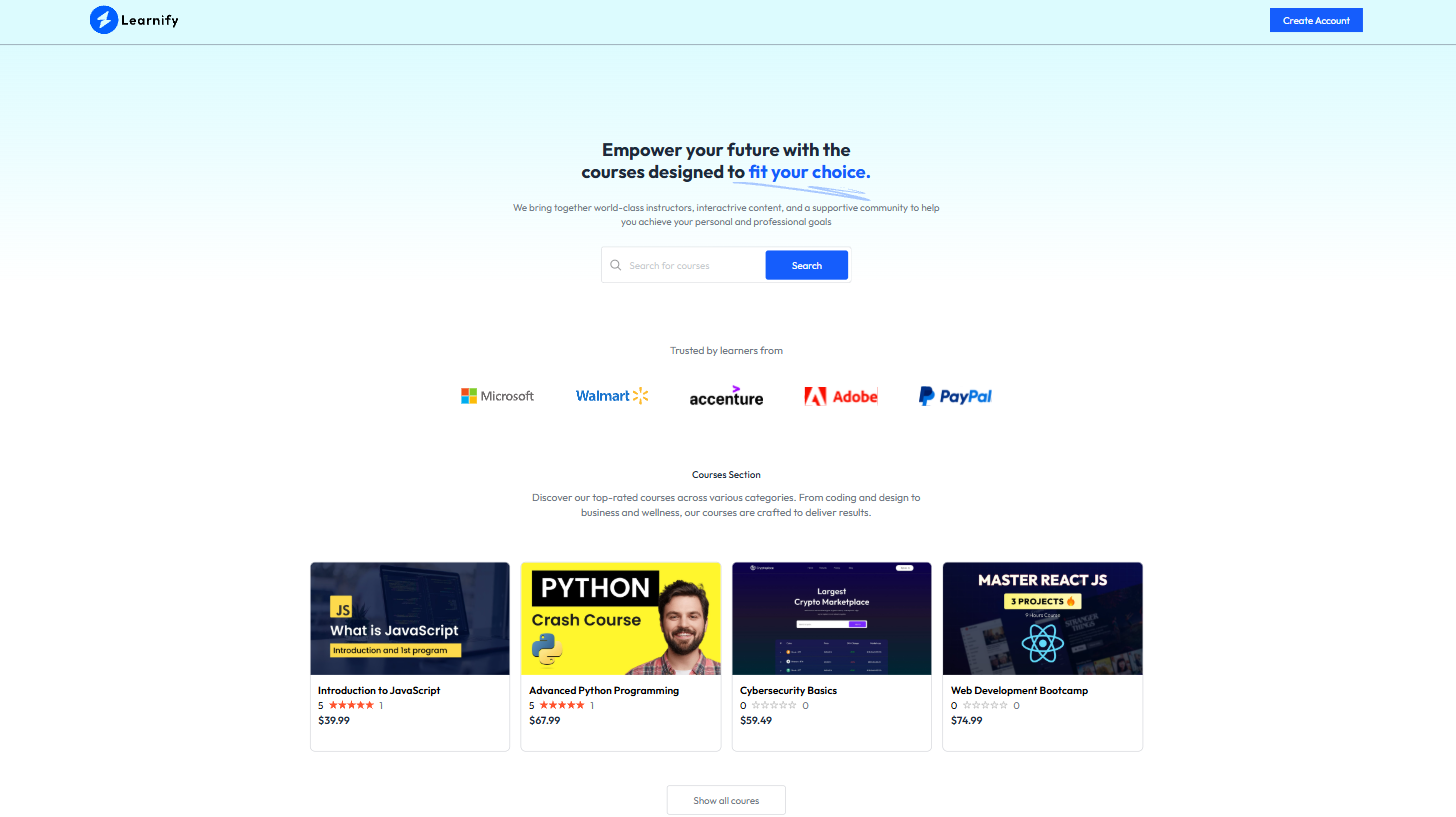 Learnify
Create Account
Empower your future with the
courses designed to fit your choice.
We bring together world-class instructors, interactrive content, and a supportive community to help
you achieve your personal and professional goals
Search for courses
Search
Trusted by learners from
Microsoft
Walmart
accenture
Adobe
PayPal
Courses Section
Discover our top-rated courses across various categories. From coding and design to
business and wellness, our courses are crafted to deliver results.
JS
What is JavaScript
Introduction and 1st program
Introduction to JavaScript
5 ★★★★★ 1
$39.99
PYTHON
Crash Course
Advanced Python Programming
5 ★★★★★ 1
$67.99
Largest
Crypto Marketplace
Cybersecurity Basics
0 ☆☆☆☆☆ 0
$59.49
MASTER REACT JS
3 PROJECTS 🔥
9 Hours Course
STRANGER
THINGS
Web Development Bootcamp
0 ☆☆☆☆☆ 0
$74.99
Show all coures